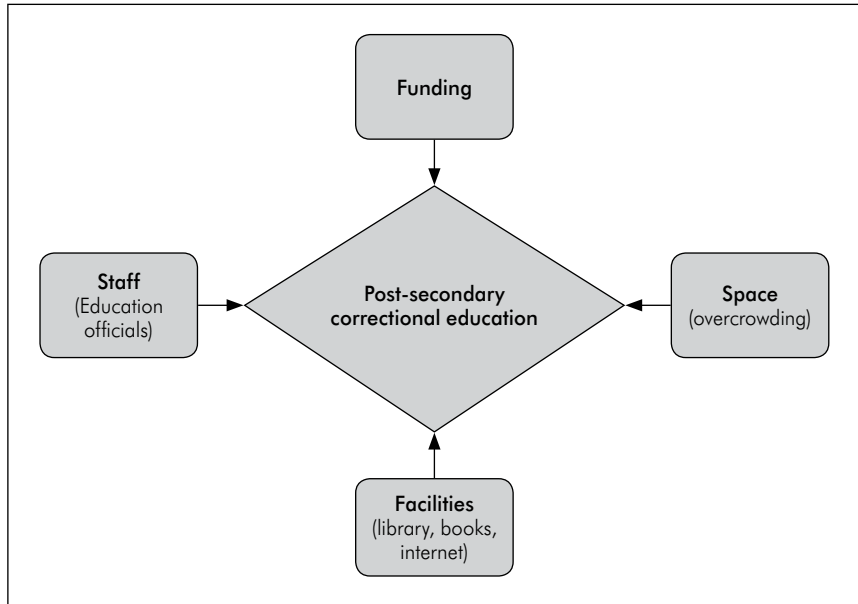 Funding
Staff
(Education
officials)
Post-secondary
correctional education
Space
(overcrowding)
Facilities
(library, books,
internet)